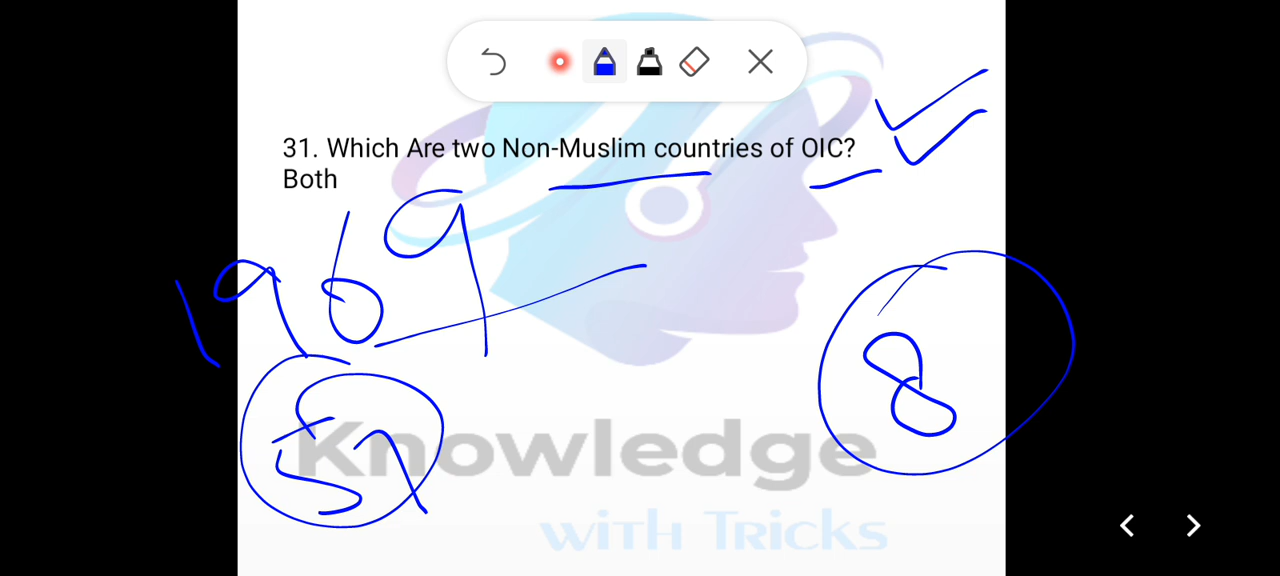 31. Which Are two Non-Muslim countries of OIC?
Both
1969
57
8
Knowledge
with Tricks